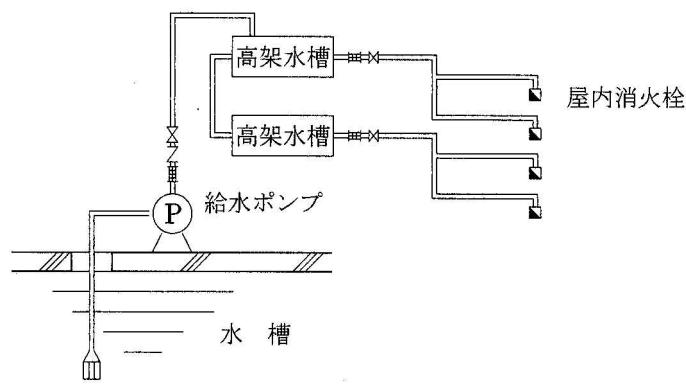 高架水槽
屋内消火栓
高架水槽
給水ポンプ
P
水 槽